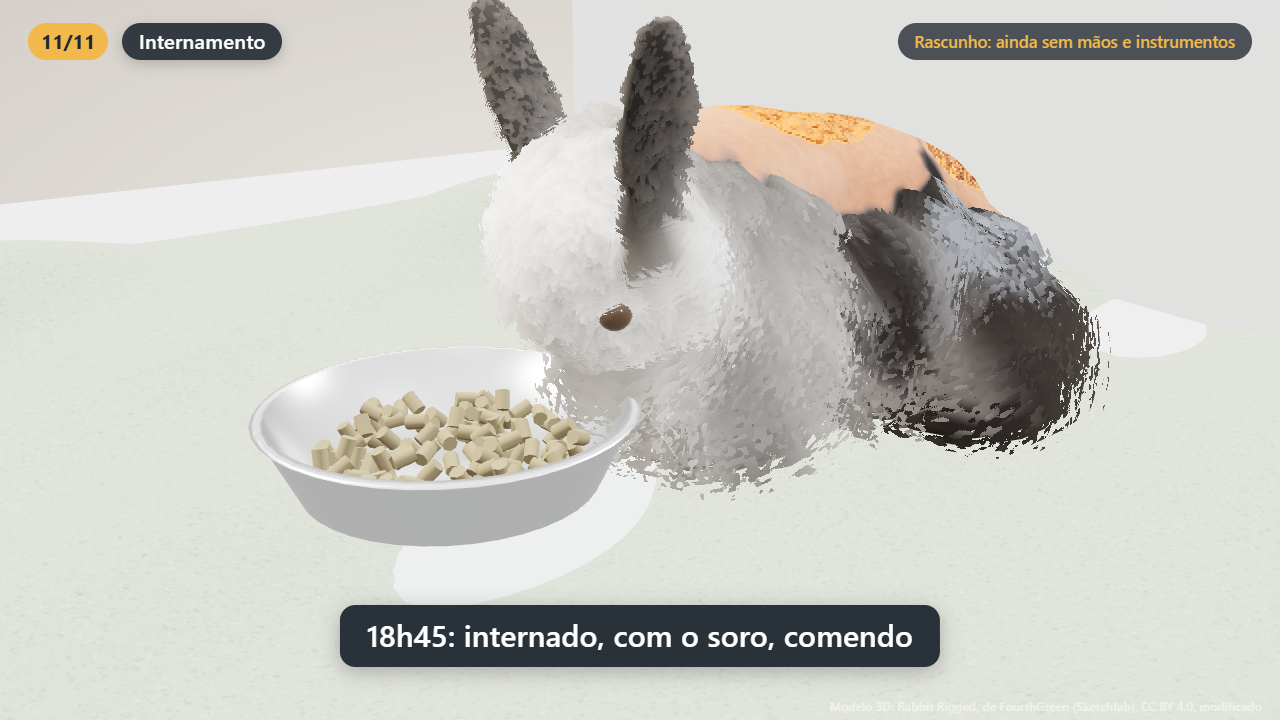 11/11
Internamento
Rascunho: ainda sem mãos e instrumentos
18h45: internado, com o soro, comendo
Modelo 3D: Rabbit Rigged, de FourthGreen (Sketchfab), CC BY 4.0, modificado